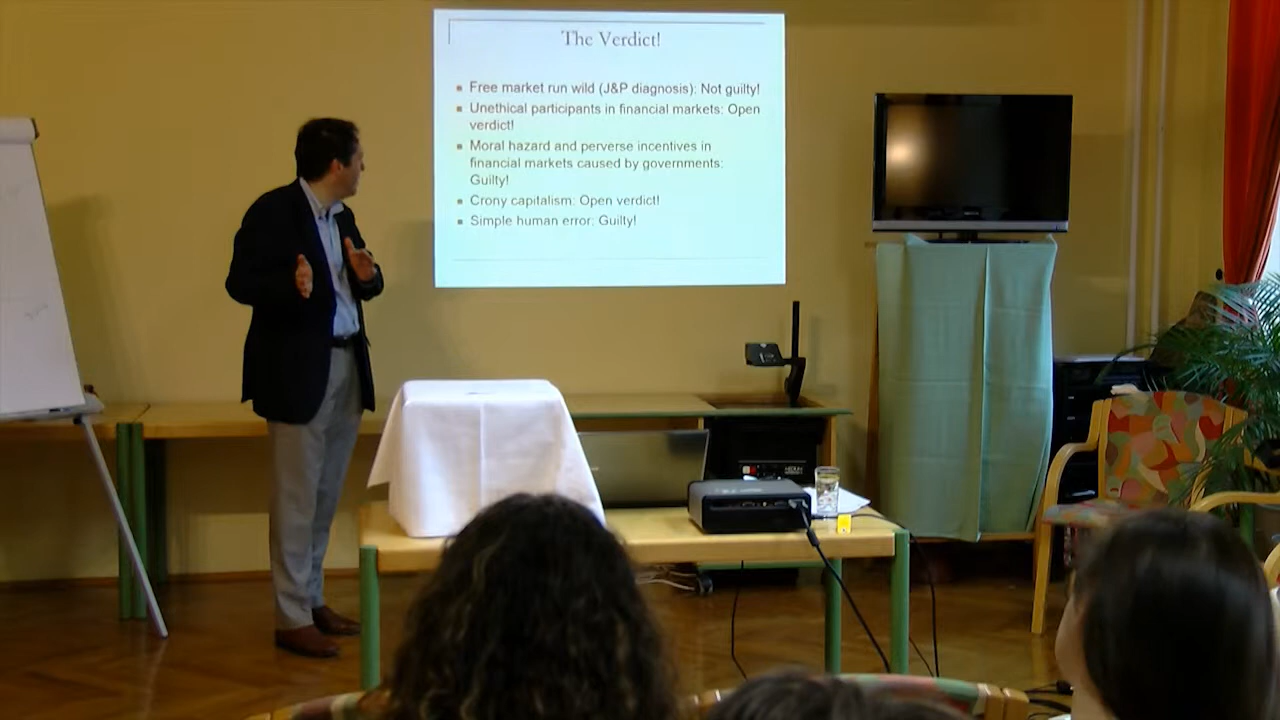 The Verdict!
Free market run wild (J&P diagnosis): Not guilty!
Unethical participants in financial markets: Open
verdict!
Moral hazard and perverse incentives in
financial markets caused by governments:
Guilty!
Crony capitalism: Open verdict!
Simple human error: Guilty!